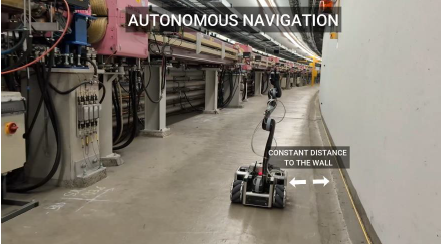 AUTONOMOUS NAVIGATION
CONSTANT DISTANCE
TO THE WALL